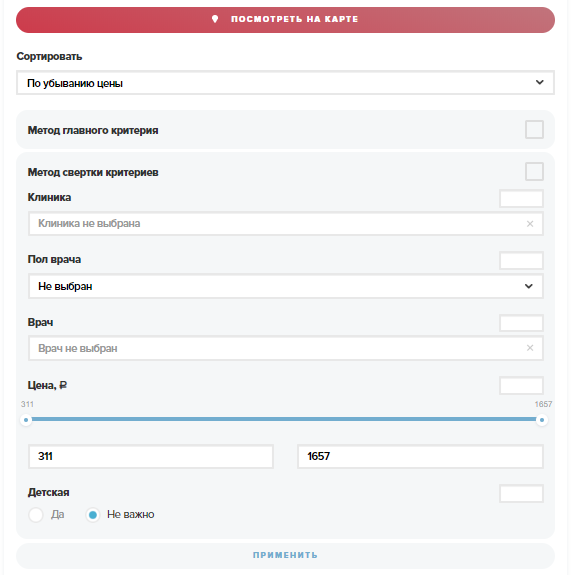 ПОСМОТРЕТЬ НА КАРТЕ
Сортировать
По убыванию цены
Метод главного критерия
Метод свертки критериев
Клиника
Клиника не выбрана ×
Пол врача
Не выбран
Врач
Врач не выбран ×
Цена, ₽
311 1657
311 1657
Детская
Да Не важно
ПРИМЕНИТЬ